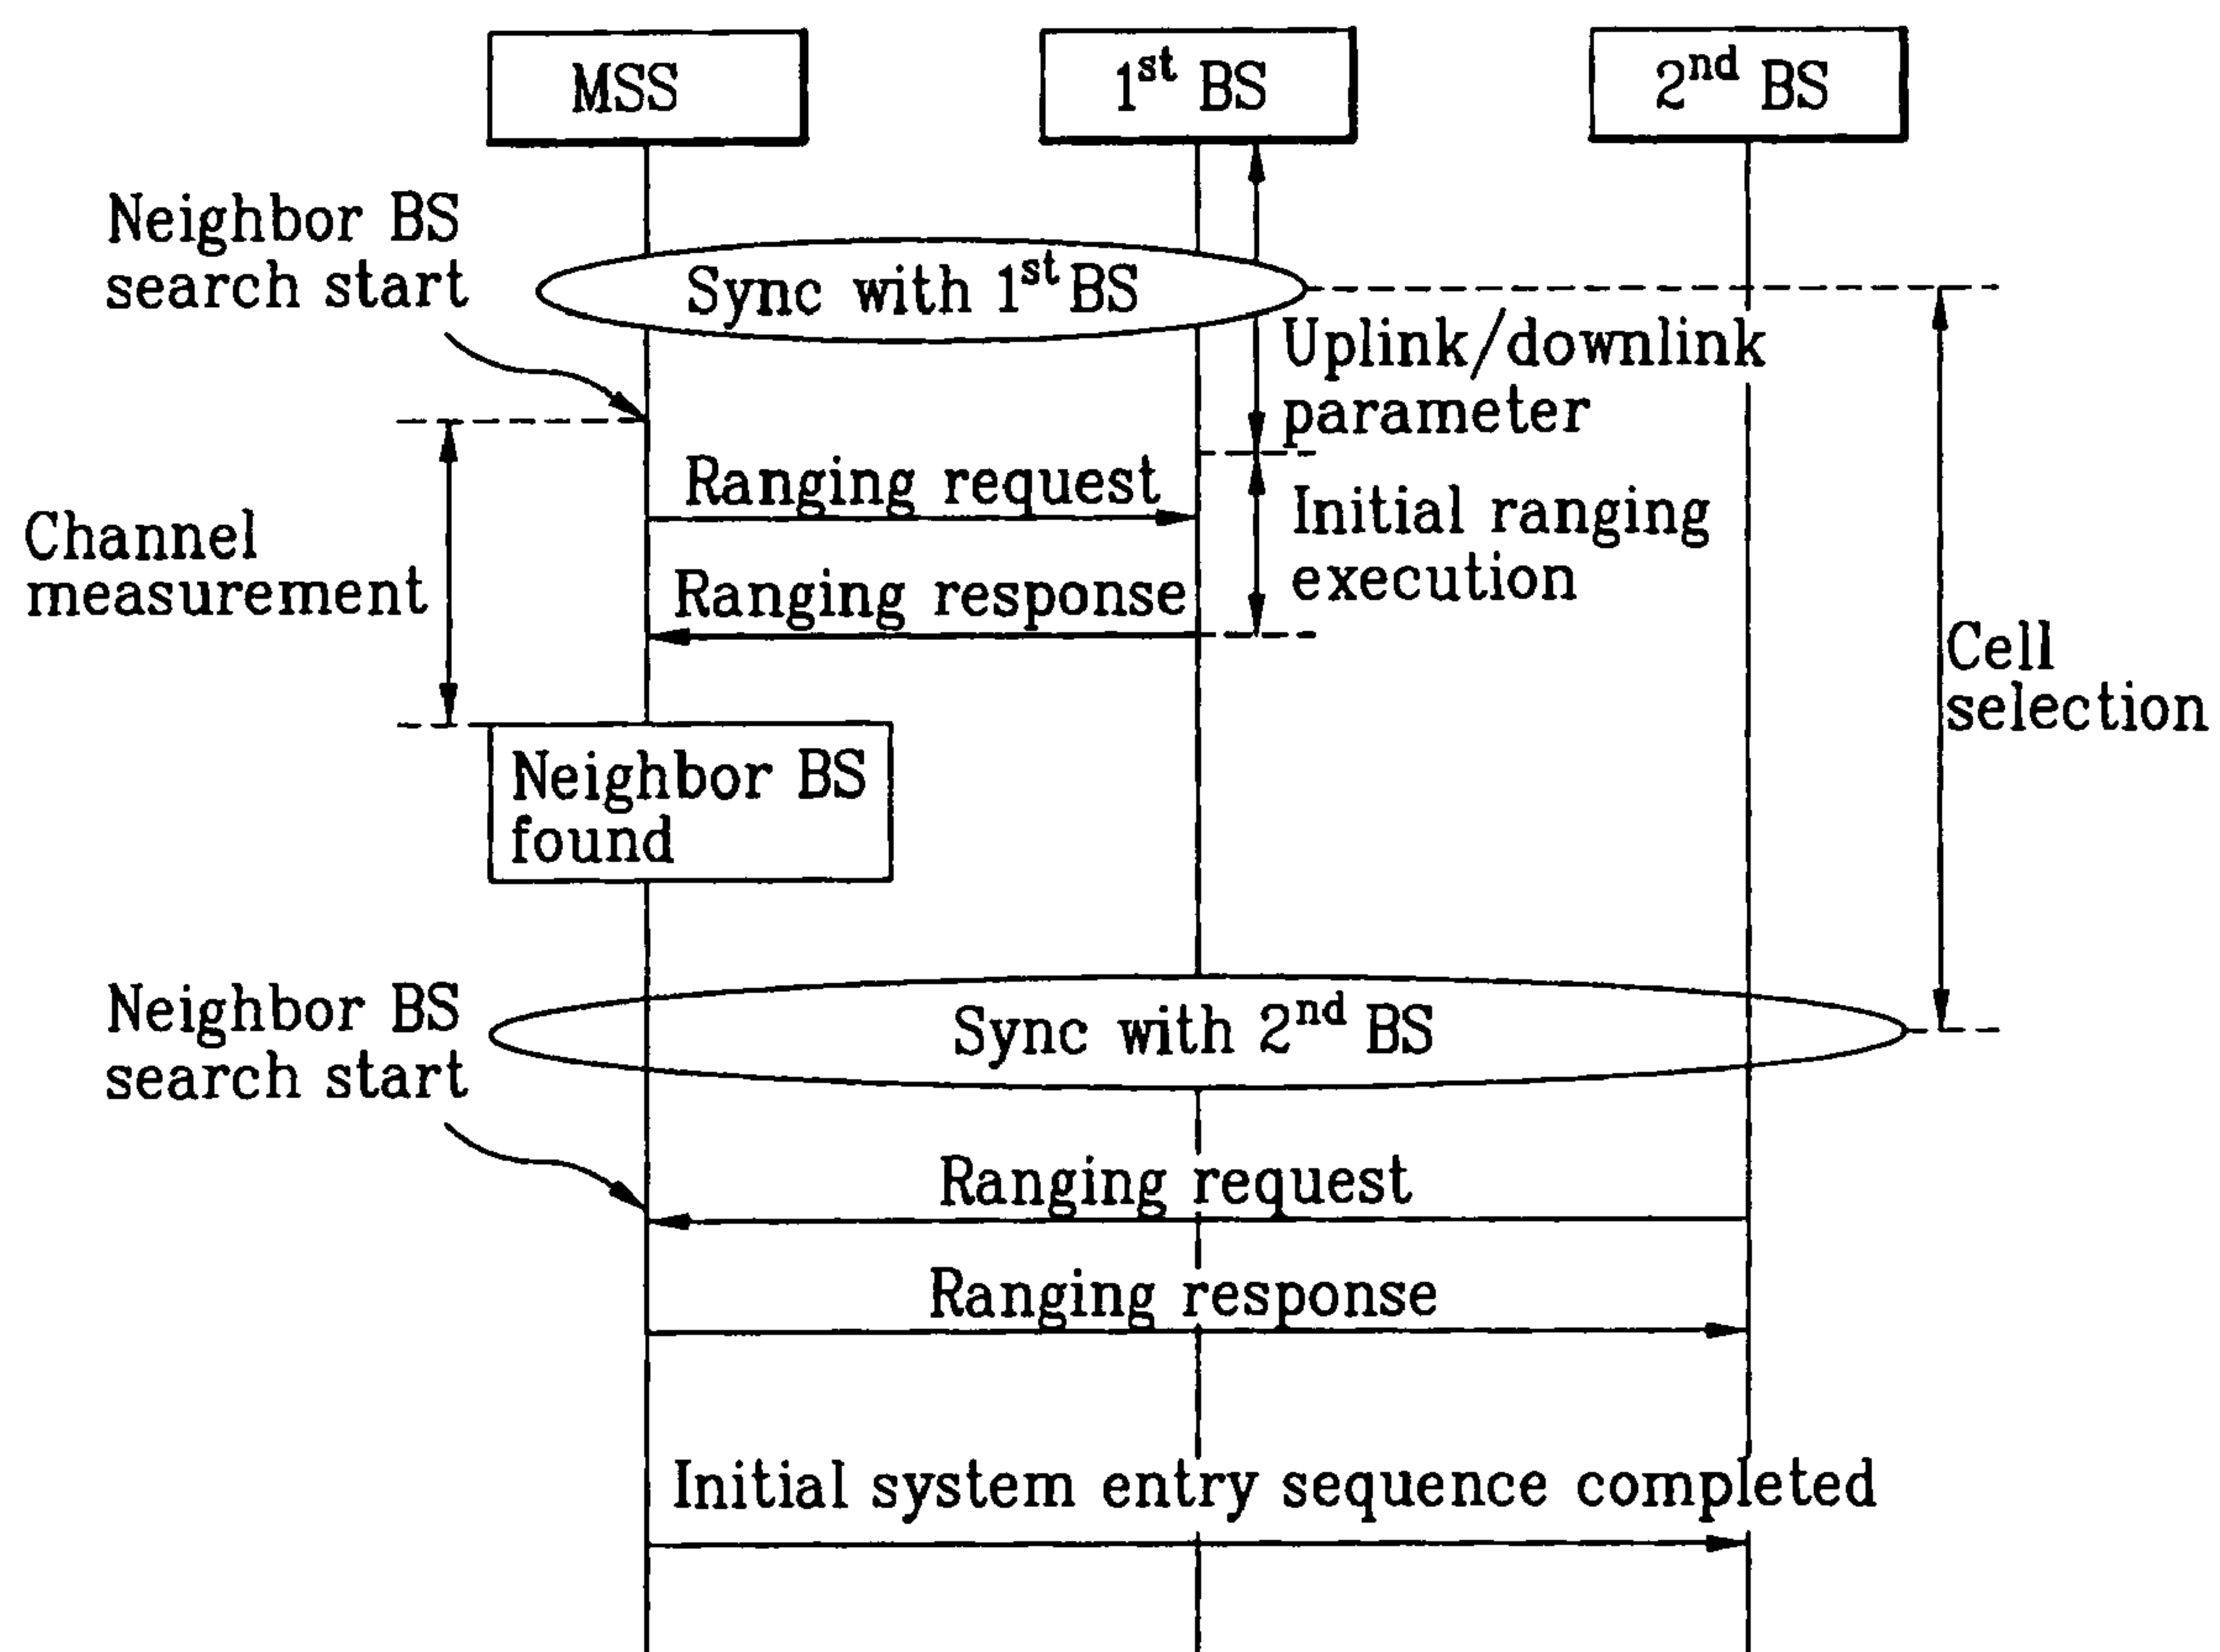 MSS
1st BS
2nd BS
Neighbor BS
search start
Sync with 1st BS
Uplink/downlink
parameter
Ranging request
Initial ranging
execution
Channel
measurement
Ranging response
Cell
selection
Neighbor BS
found
Neighbor BS
search start
Sync with 2nd BS
Ranging request
Ranging response
Initial system entry sequence completed